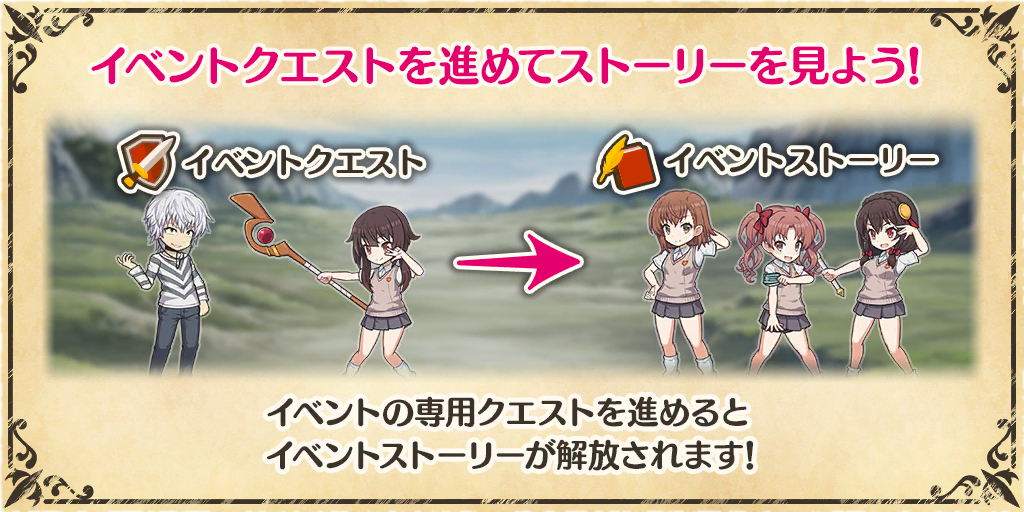 イベントクエストを進めてストーリーを見よう!
イベントクエスト
イベントストーリー
イベントの専用クエストを進めると
イベントストーリーが解放されます!